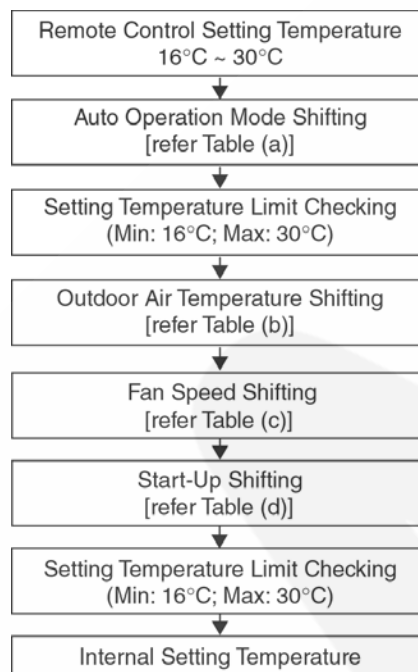 Remote Control Setting Temperature
16°C ~ 30°C
Auto Operation Mode Shifting
[refer Table (a)]
Setting Temperature Limit Checking
(Min: 16°C; Max: 30°C)
Outdoor Air Temperature Shifting
[refer Table (b)]
Fan Speed Shifting
[refer Table (c)]
Start-Up Shifting
[refer Table (d)]
Setting Temperature Limit Checking
(Min: 16°C; Max: 30°C)
Internal Setting Temperature